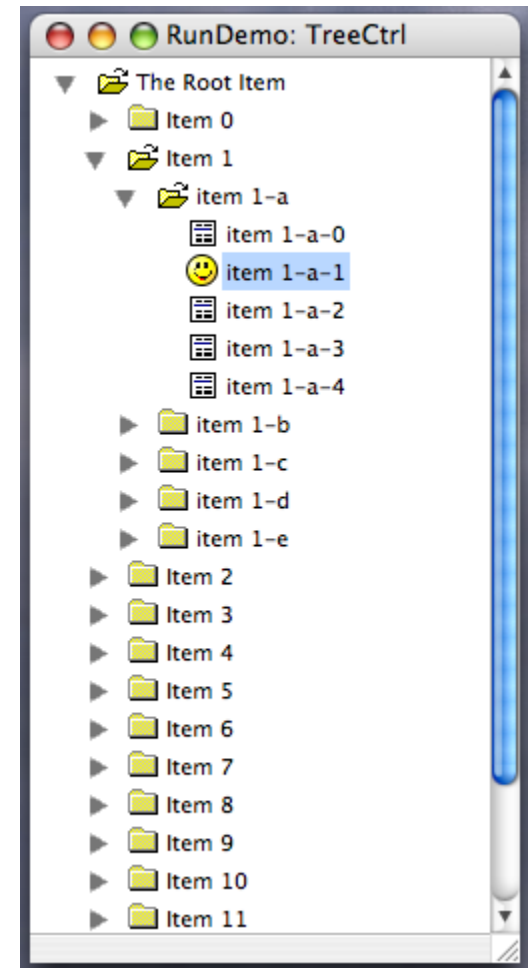 RunDemo: TreeCtrl
The Root Item
Item 0
Item 1
item 1-a
item 1-a-0
item 1-a-1
item 1-a-2
item 1-a-3
item 1-a-4
item 1-b
item 1-c
item 1-d
item 1-e
Item 2
Item 3
Item 4
Item 5
Item 6
Item 7
Item 8
Item 9
Item 10
Item 11